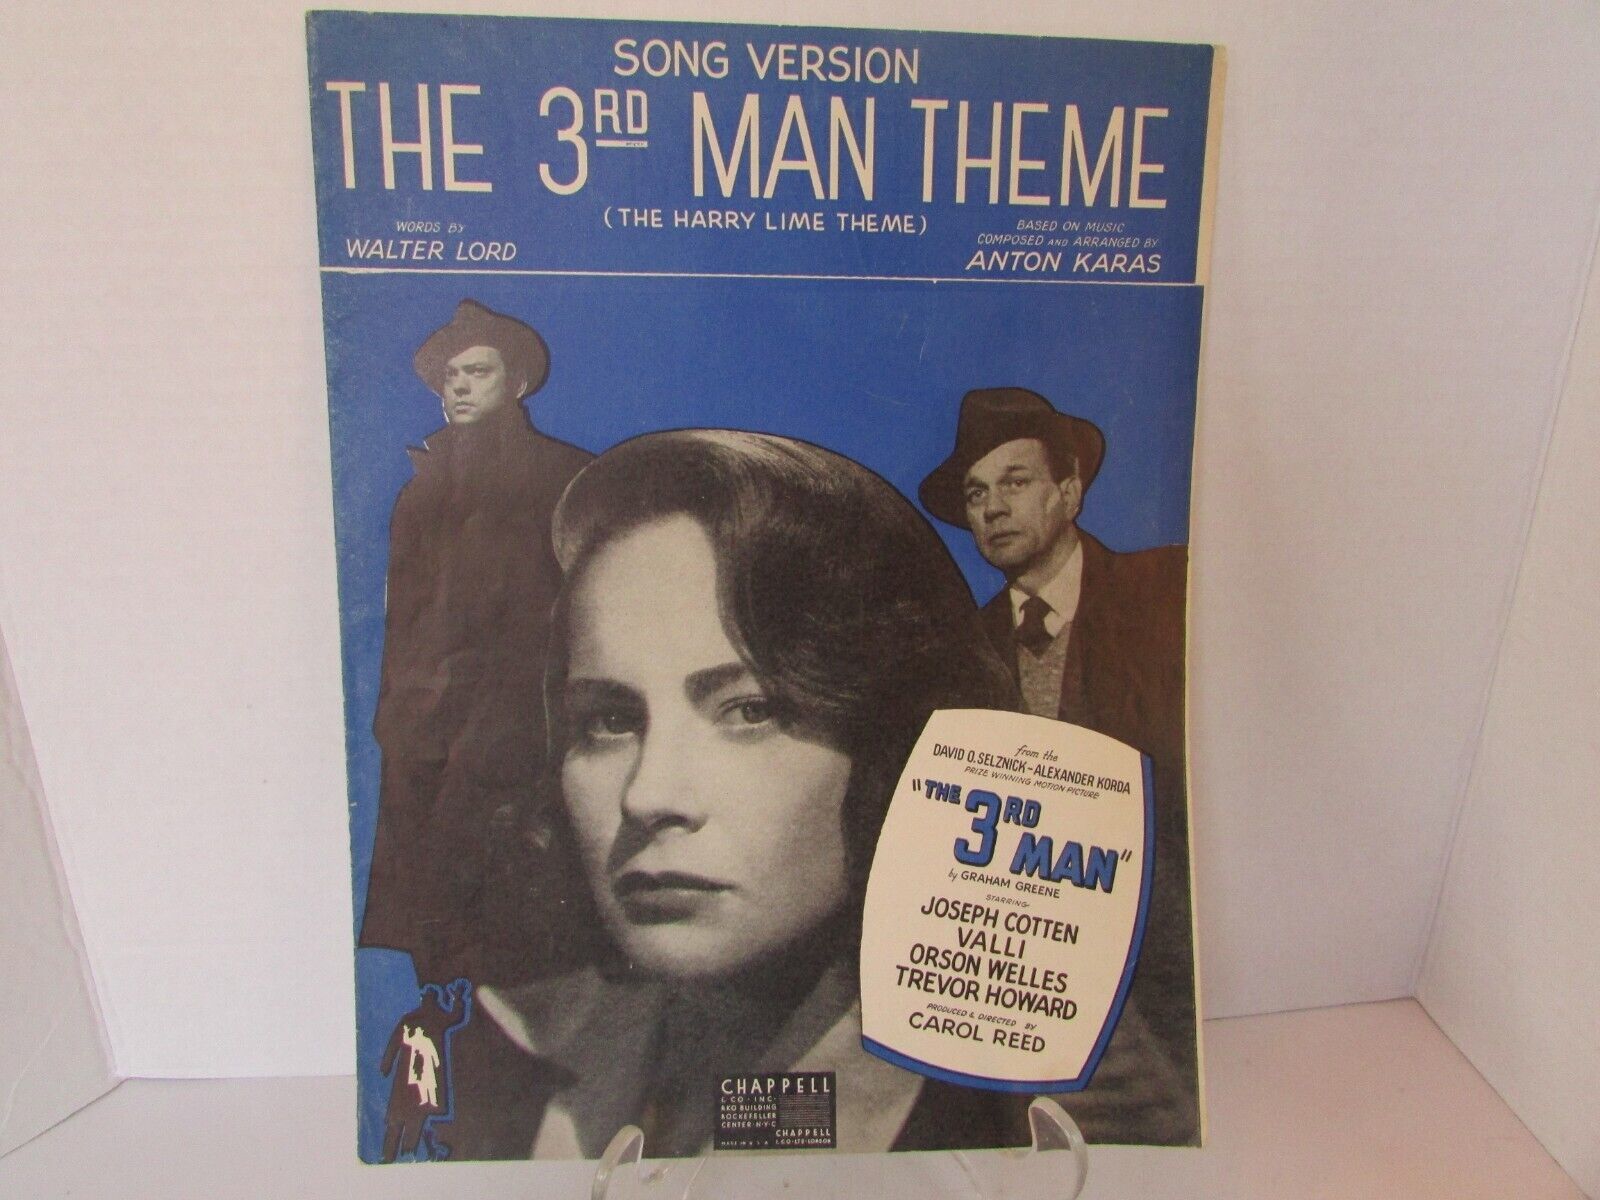 SONG VERSION
THE 3RD MAN THEME
(THE HARRY LIME THEME)
WORDS BY
WALTER LORD
BASED ON MUSIC
COMPOSED AND ARRANGED BY
ANTON KARAS
from the
DAVID O. SELZNICK-ALEXANDER KORDA
PRIZE WINNING MOTION PICTURE
"THE 3RD MAN"
by GRAHAM GREENE
STARRING
JOSEPH COTTEN
VALLI
ORSON WELLES
TREVOR HOWARD
PRODUCED & DIRECTED BY
CAROL REED
CHAPPELL
& CO · INC ·
RKO BUILDING
ROCKEFELLER
CENTER · N·Y·C
CHAPPELL
MADE IN U.S.A.
& CO · LTD · LONDON